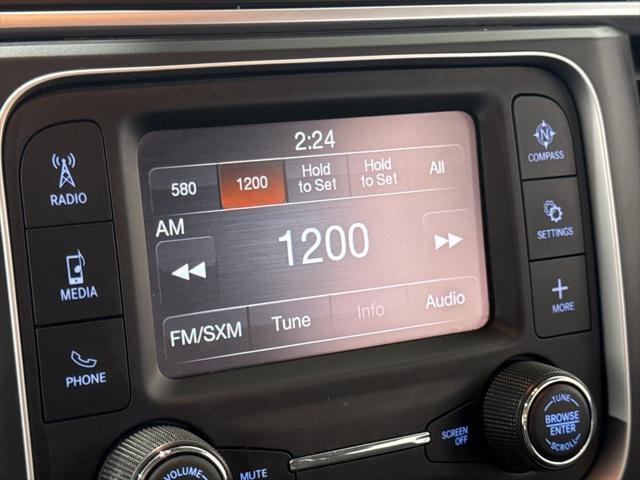 2:24
580
1200
Hold
to Set
Hold
to Set
All
AM
1200
FM/SXM
Tune
Info
Audio
RADIO
MEDIA
PHONE
COMPASS
SETTINGS
MORE
VOLUME
MUTE
SCREEN
OFF
TUNE
BROWSE
ENTER
SCROLL